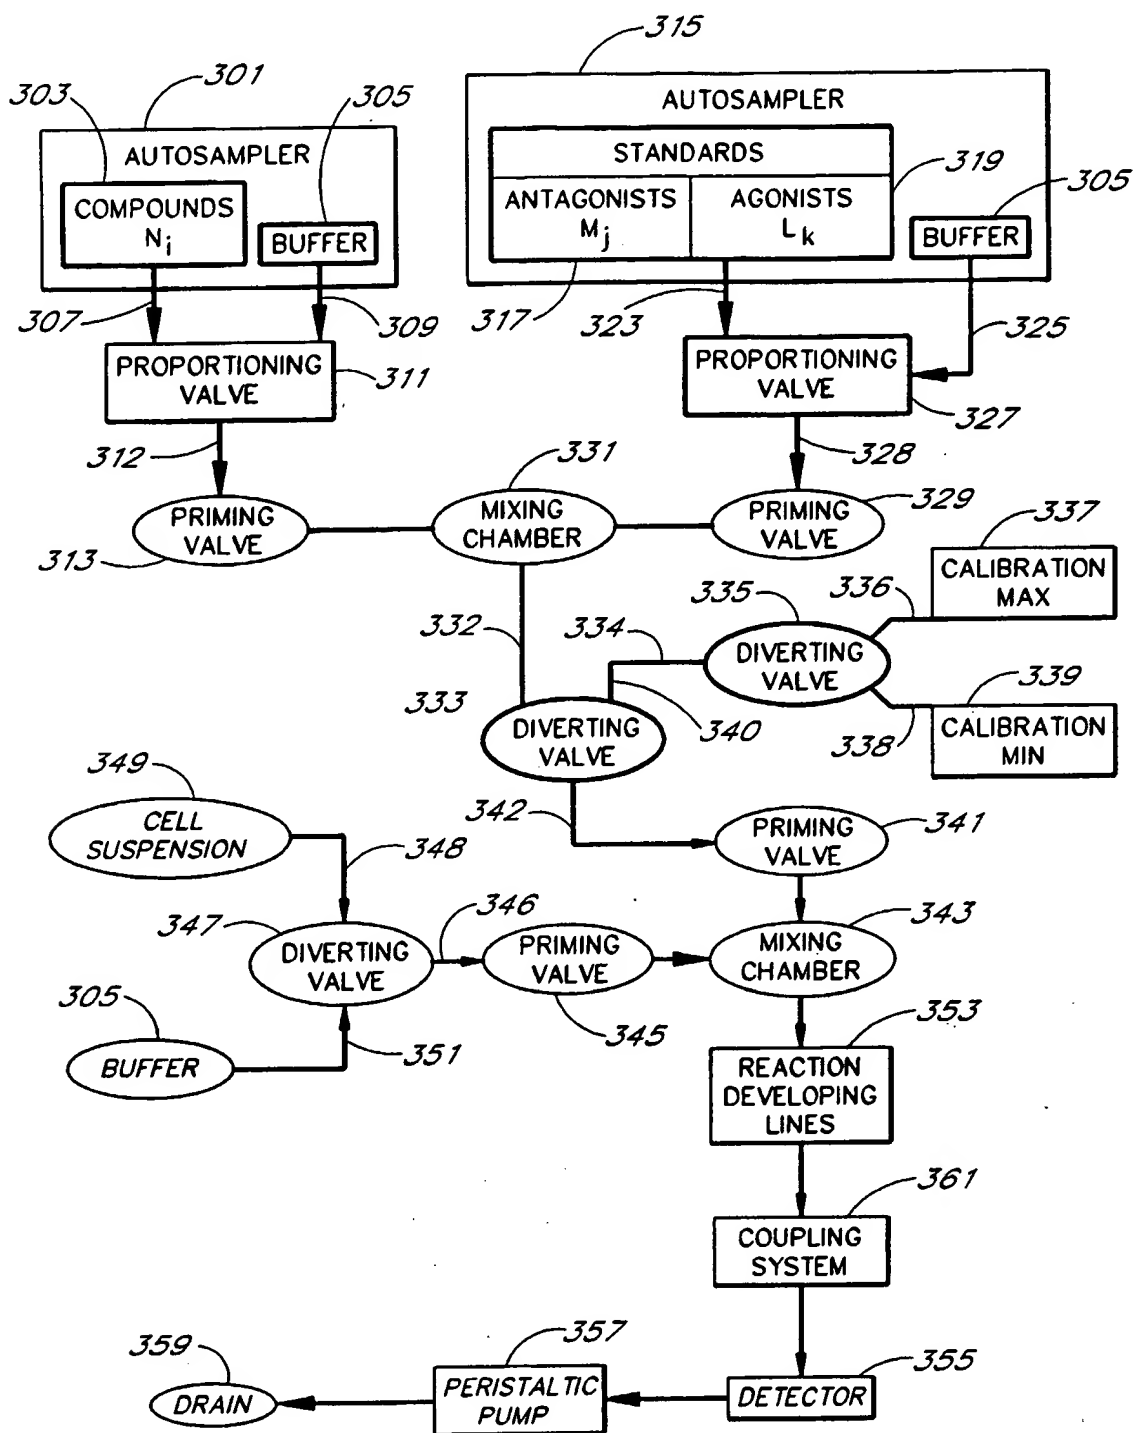 315
301
303
305
AUTOSAMPLER
AUTOSAMPLER
STANDARDS
319
305
COMPOUNDS
Ni
BUFFER
ANTAGONISTS
Mj
AGONISTS
Lk
BUFFER
307
309
317
323
325
PROPORTIONING
VALVE
311
PROPORTIONING
VALVE
327
312
331
328
329
PRIMING
VALVE
MIXING
CHAMBER
PRIMING
VALVE
337
313
335
336
CALIBRATION
MAX
332
334
DIVERTING
VALVE
339
333
340
338
CALIBRATION
MIN
DIVERTING
VALVE
349
342
341
CELL
SUSPENSION
348
PRIMING
VALVE
347
346
343
DIVERTING
VALVE
PRIMING
VALVE
MIXING
CHAMBER
305
351
345
353
BUFFER
REACTION
DEVELOPING
LINES
361
COUPLING
SYSTEM
359
357
355
DRAIN
PERISTALTIC
PUMP
DETECTOR